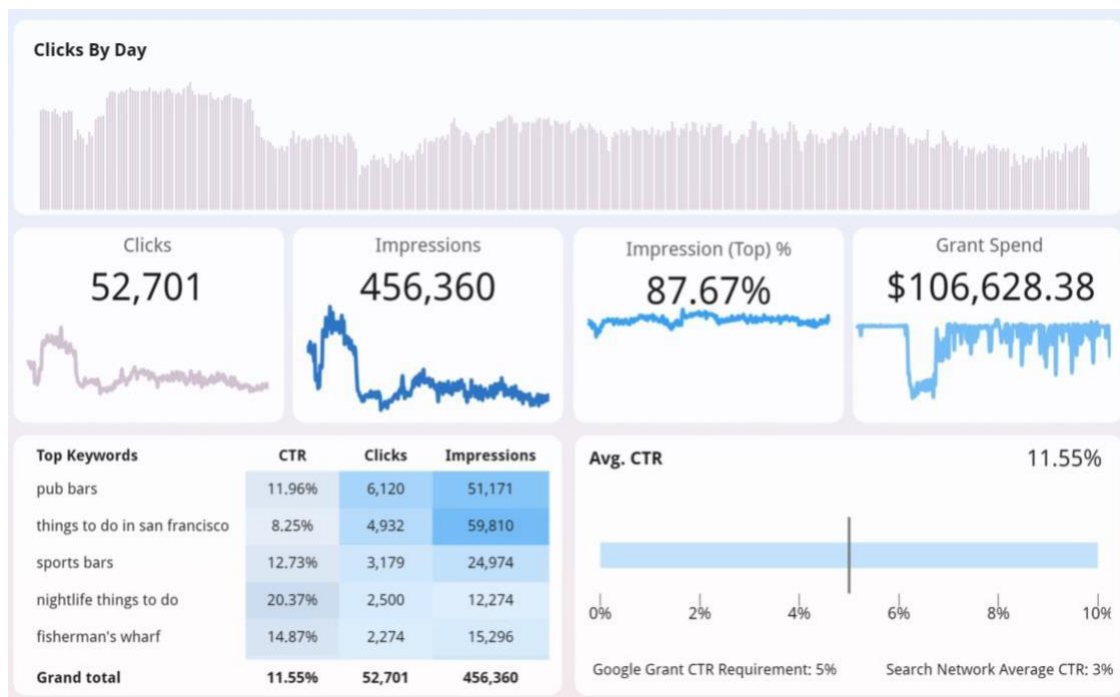 Clicks By Day
Clicks
52,701
Impressions
456,360
Impression (Top) %
87.67%
Grant Spend
$106,628.38
Top Keywords CTR Clicks Impressions
pub bars 11.96% 6,120 51,171
things to do in san francisco 8.25% 4,932 59,810
sports bars 12.73% 3,179 24,974
nightlife things to do 20.37% 2,500 12,274
fisherman's wharf 14.87% 2,274 15,296
Grand total 11.55% 52,701 456,360
Avg. CTR 11.55%
0% 2% 4% 6% 8% 10%
Google Grant CTR Requirement: 5% Search Network Average CTR: 3%